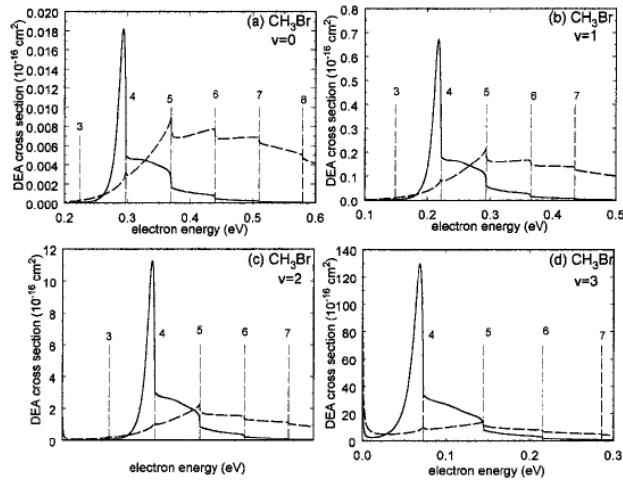 (a) CH₃Br
v=0
DEA cross section (10⁻¹⁶ cm²)
0.020
0.018
0.016
0.014
0.012
0.010
0.008
0.006
0.004
0.002
0.000
3
4
5
6
7
8
0.2 0.3 0.4 0.5 0.6
electron energy (eV)
(b) CH₃Br
v=1
DEA cross section (10⁻¹⁶ cm²)
0.8
0.7
0.6
0.5
0.4
0.3
0.2
0.1
0.0
3
4
5
6
7
0.1 0.2 0.3 0.4 0.5
electron energy (eV)
(c) CH₃Br
v=2
DEA cross section (10⁻¹⁶ cm²)
12
10
8
6
4
2
0
3
4
5
6
7
electron energy (eV)
(d) CH₃Br
v=3
DEA cross section (10⁻¹⁶ cm²)
140
120
100
80
60
40
20
0
4
5
6
7
0.0 0.1 0.2 0.3
electron energy (eV)